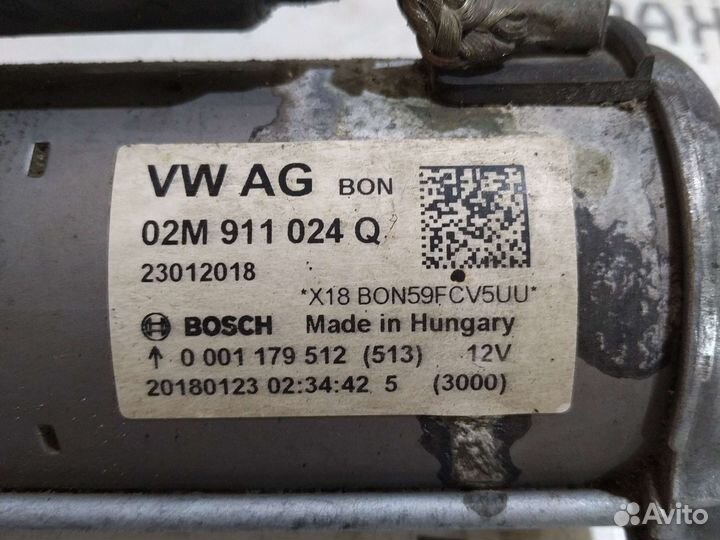 VW AG BON
02M 911 024 Q
23012018
*X18 BON59FCV5UU*
BOSCH Made in Hungary
↑ 0 001 179 512 (513) 12V
20180123 02:34:42 5 (3000)
Avito